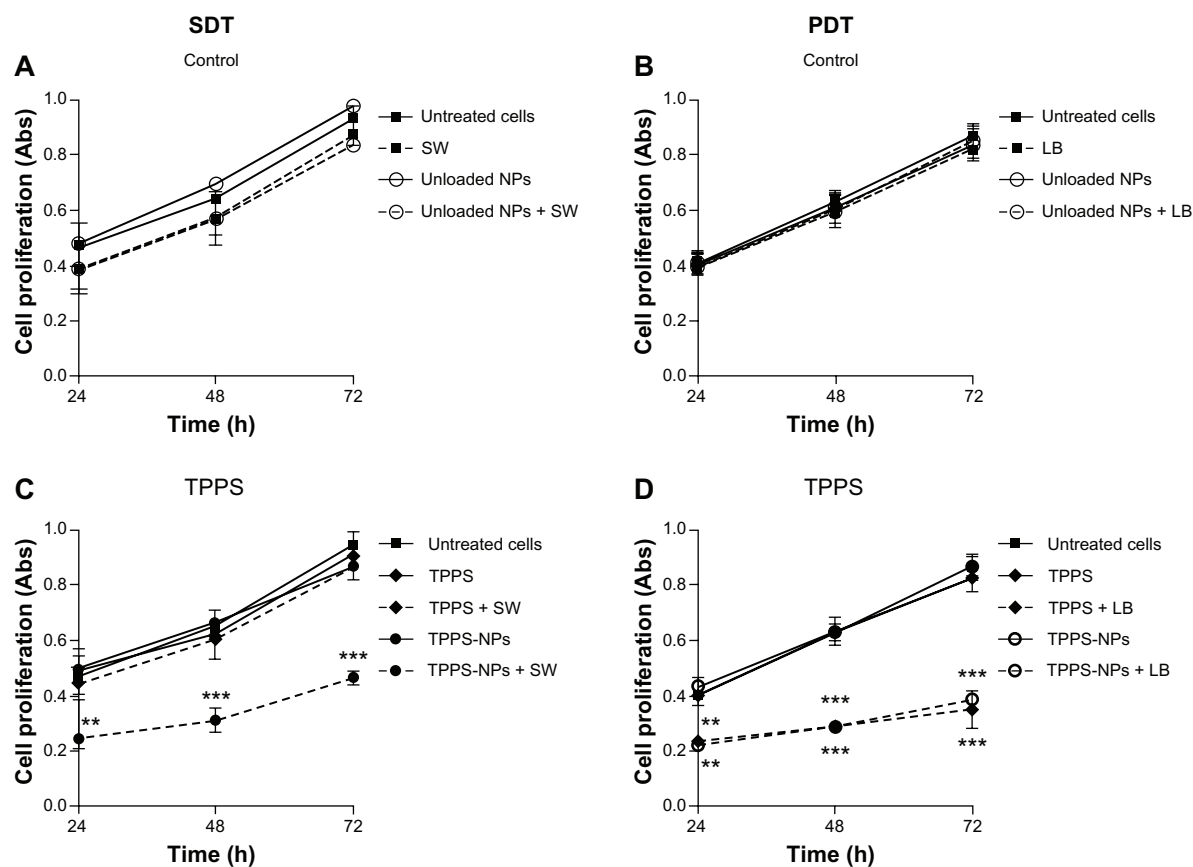 SDT
PDT
A
Control
Cell proliferation (Abs)
1.0
0.8
0.6
0.4
0.2
0.0
24
48
72
Time (h)
Untreated cells
SW
Unloaded NPs
Unloaded NPs + SW
B
Control
Cell proliferation (Abs)
1.0
0.8
0.6
0.4
0.2
0.0
24
48
72
Time (h)
Untreated cells
LB
Unloaded NPs
Unloaded NPs + LB
C
TPPS
Cell proliferation (Abs)
1.0
0.8
0.6
0.4
0.2
0.0
24
48
72
Time (h)
**
***
***
Untreated cells
TPPS
TPPS + SW
TPPS-NPs
TPPS-NPs + SW
D
TPPS
Cell proliferation (Abs)
1.0
0.8
0.6
0.4
0.2
0.0
24
48
72
Time (h)
**
***
***
**
***
***
Untreated cells
TPPS
TPPS + LB
TPPS-NPs
TPPS-NPs + LB